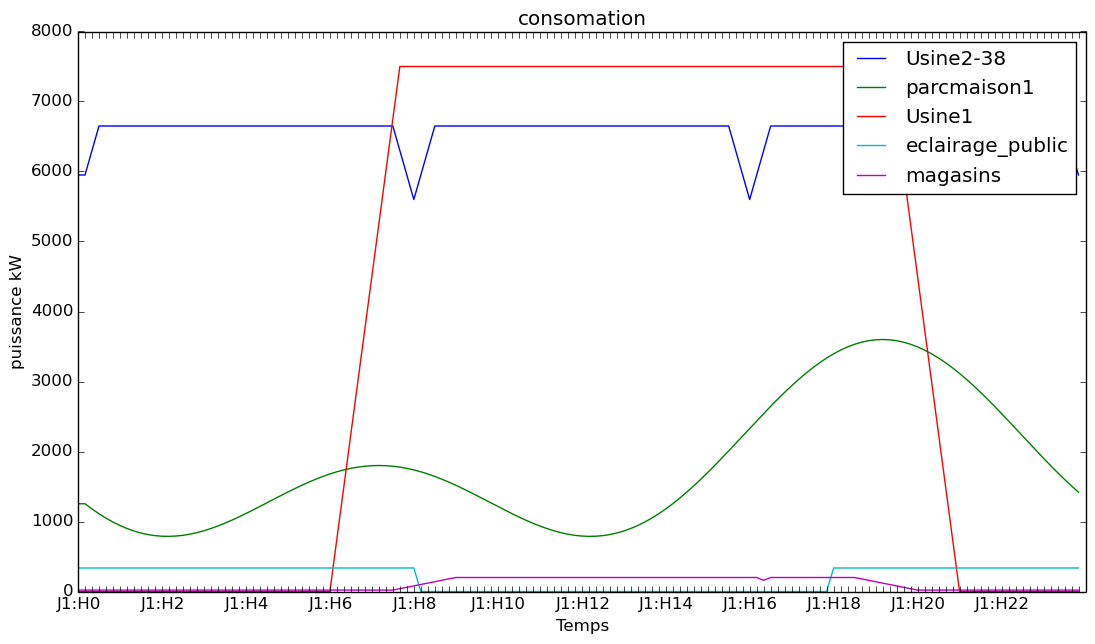 consomation
8000
7000
6000
5000
4000
3000
2000
1000
0
puissance kW
Usine2-38
parcmaison1
Usine1
eclairage_public
magasins
J1:H0 J1:H2 J1:H4 J1:H6 J1:H8 J1:H10 J1:H12 J1:H14 J1:H16 J1:H18 J1:H20 J1:H22
Temps